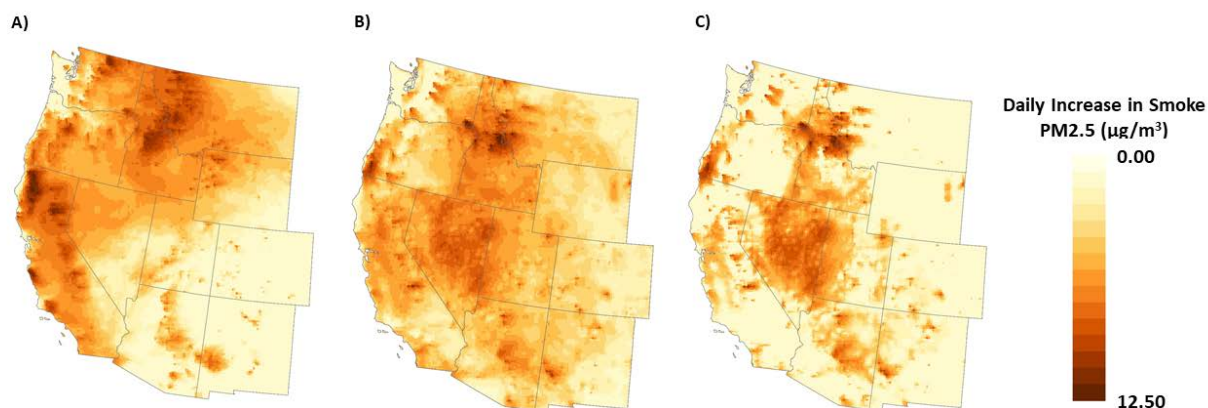 A)
B)
C)
Daily Increase in Smoke
PM2.5 (µg/m³)
0.00
12.50